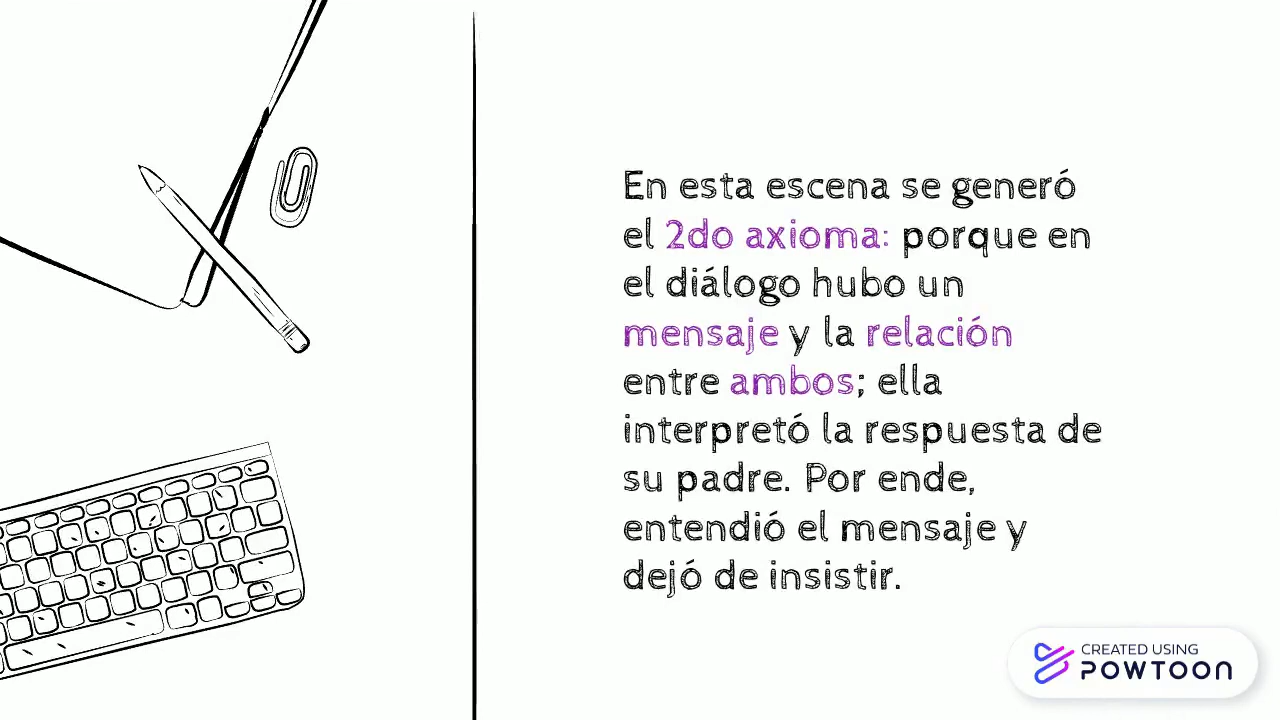 En esta escena se generó
el 2do axioma: porque en
el diálogo hubo un
mensaje y la relación
entre ambos; ella
interpretó la respuesta de
su padre. Por ende,
entendió el mensaje y
dejó de insistir.
CREATED USING
POWTOON